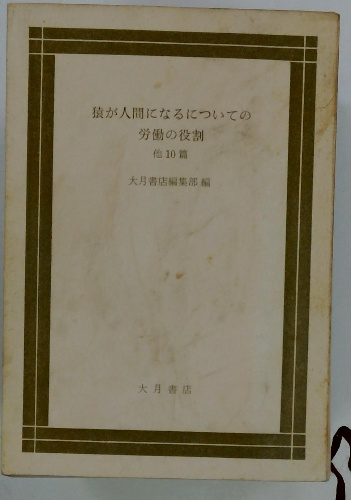 猿が人間になるについての
労働の役割
他10篇
大月書店編集部 編
大月書店